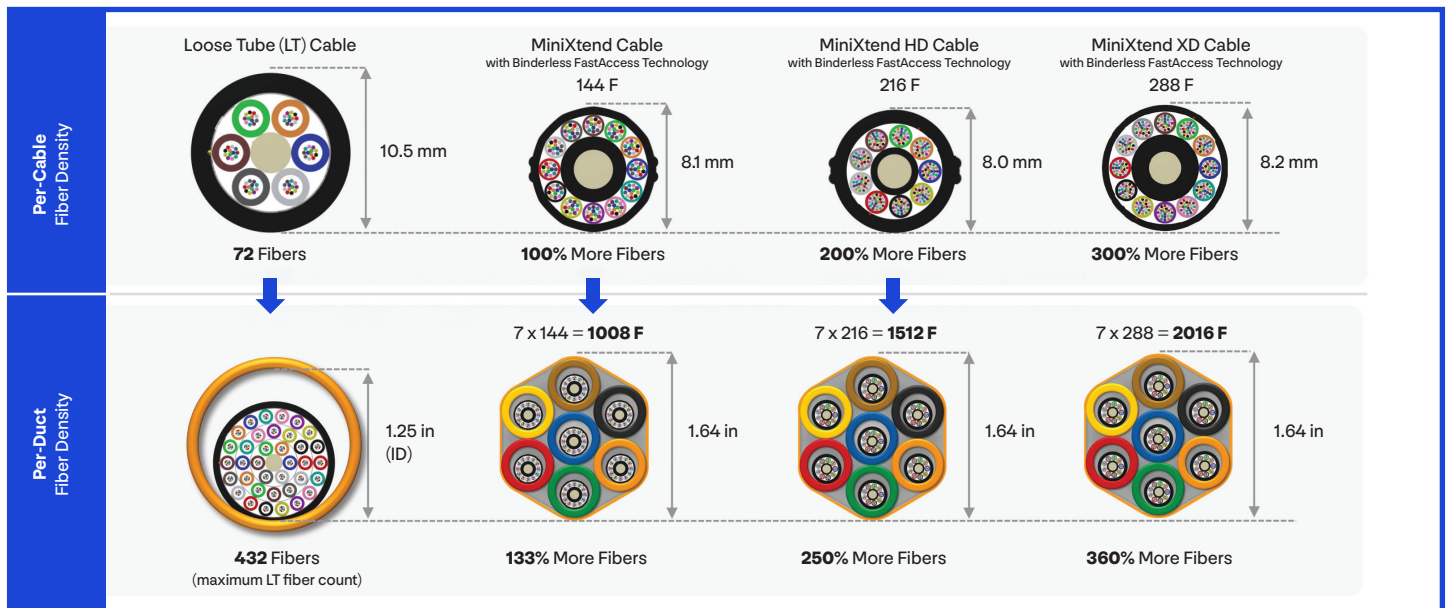 Per-Cable
Fiber Density
Loose Tube (LT) Cable
10.5 mm
72 Fibers
MiniXtend Cable
with Binderless FastAccess Technology
144 F
8.1 mm
100% More Fibers
MiniXtend HD Cable
with Binderless FastAccess Technology
216 F
8.0 mm
200% More Fibers
MiniXtend XD Cable
with Binderless FastAccess Technology
288 F
8.2 mm
300% More Fibers
Per-Duct
Fiber Density
1.25 in
(ID)
432 Fibers
(maximum LT fiber count)
7 x 144 = 1008 F
1.64 in
133% More Fibers
7 x 216 = 1512 F
1.64 in
250% More Fibers
7 x 288 = 2016 F
1.64 in
360% More Fibers